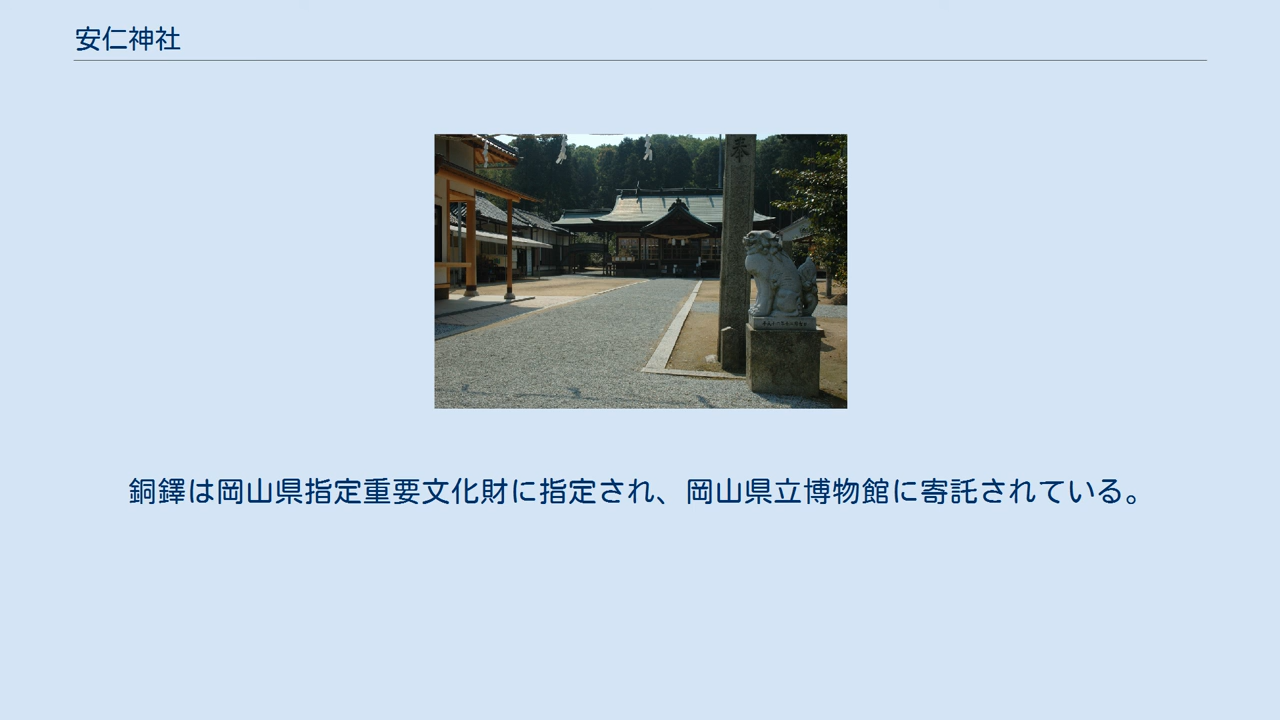 安仁神社
奉
銅鐸は岡山県指定重要文化財に指定され、岡山県立博物館に寄託されている。